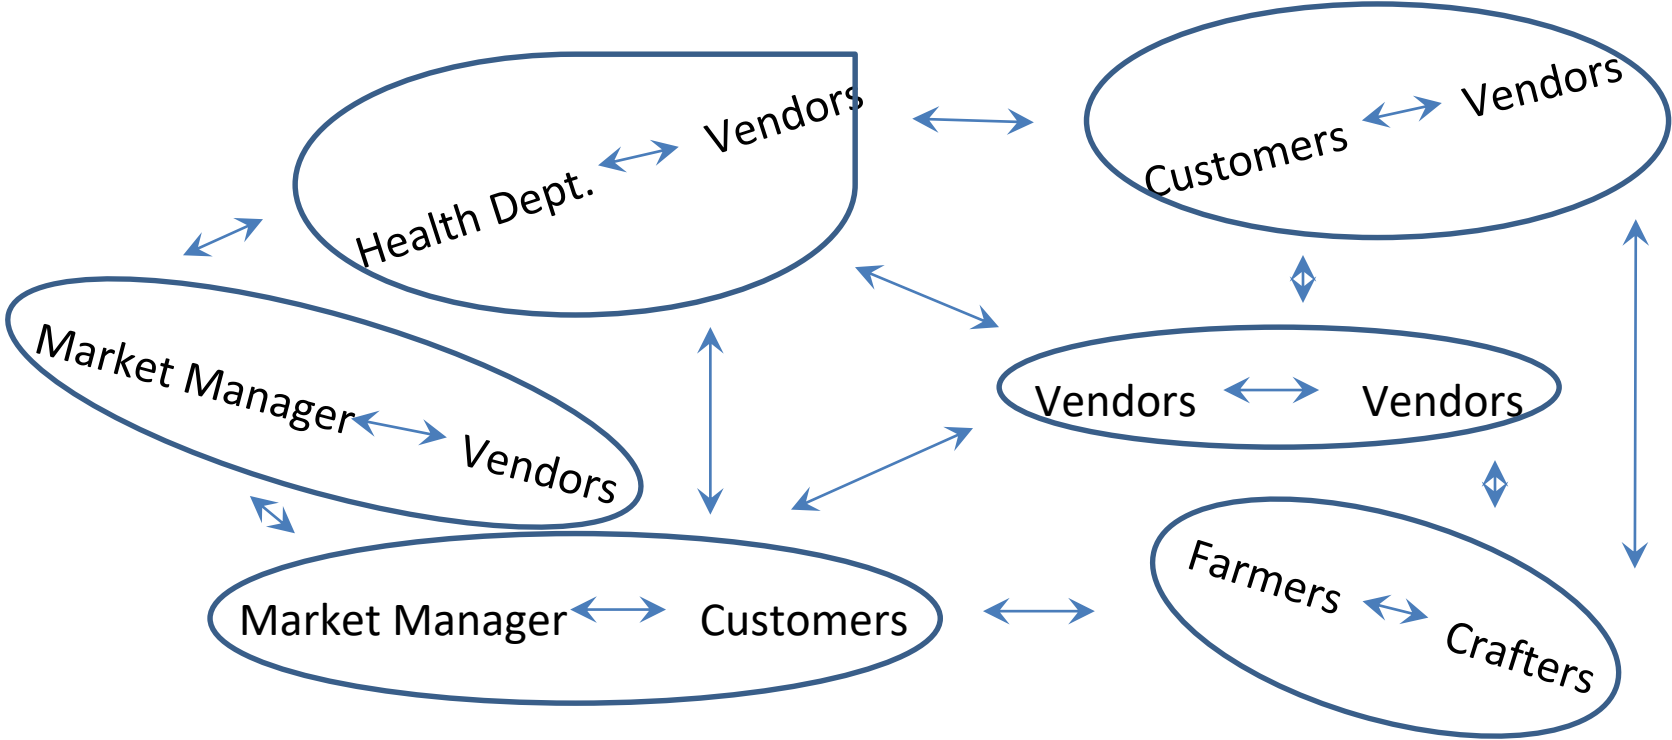 Health Dept.
Vendors
Customers
Vendors
Market Manager
Vendors
Vendors
Vendors
Market Manager
Customers
Farmers
Crafters